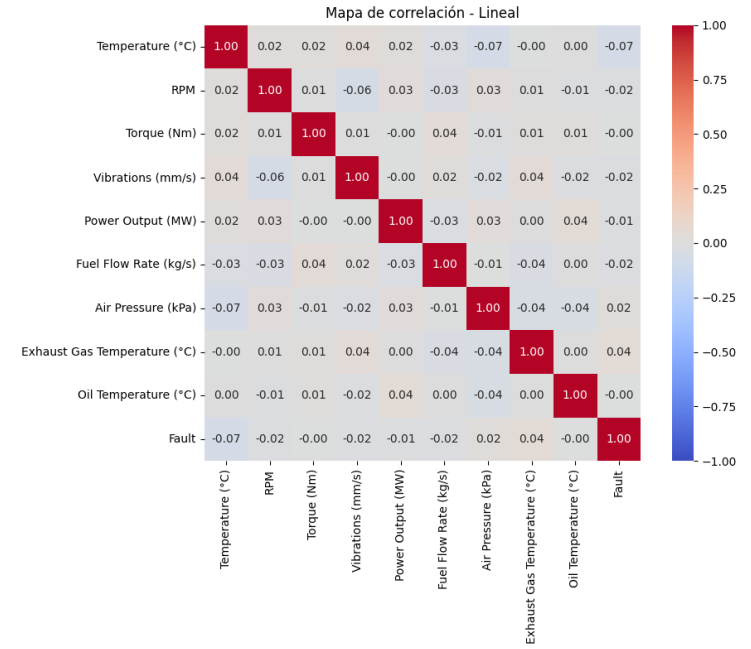 Mapa de correlación - Lineal
Temperature (°C) 1.00 0.02 0.02 0.04 0.02 -0.03 -0.07 -0.00 0.00 -0.07
RPM 0.02 1.00 0.01 -0.06 0.03 -0.03 0.03 0.01 -0.01 -0.02
Torque (Nm) 0.02 0.01 1.00 0.01 -0.00 0.04 -0.01 0.01 0.01 -0.00
Vibrations (mm/s) 0.04 -0.06 0.01 1.00 -0.00 0.02 -0.02 0.04 -0.02 -0.02
Power Output (MW) 0.02 0.03 -0.00 -0.00 1.00 -0.03 0.03 0.00 0.04 -0.01
Fuel Flow Rate (kg/s) -0.03 -0.03 0.04 0.02 -0.03 1.00 -0.01 -0.04 0.00 -0.02
Air Pressure (kPa) -0.07 0.03 -0.01 -0.02 0.03 -0.01 1.00 -0.04 -0.04 0.02
Exhaust Gas Temperature (°C) -0.00 0.01 0.01 0.04 0.00 -0.04 -0.04 1.00 0.00 0.04
Oil Temperature (°C) 0.00 -0.01 0.01 -0.02 0.04 0.00 -0.04 0.00 1.00 -0.00
Fault -0.07 -0.02 -0.00 -0.02 -0.01 -0.02 0.02 0.04 -0.00 1.00
Temperature (°C)
RPM
Torque (Nm)
Vibrations (mm/s)
Power Output (MW)
Fuel Flow Rate (kg/s)
Air Pressure (kPa)
Exhaust Gas Temperature (°C)
Oil Temperature (°C)
Fault
1.00
0.75
0.50
0.25
0.00
−0.25
−0.50
−0.75
−1.00